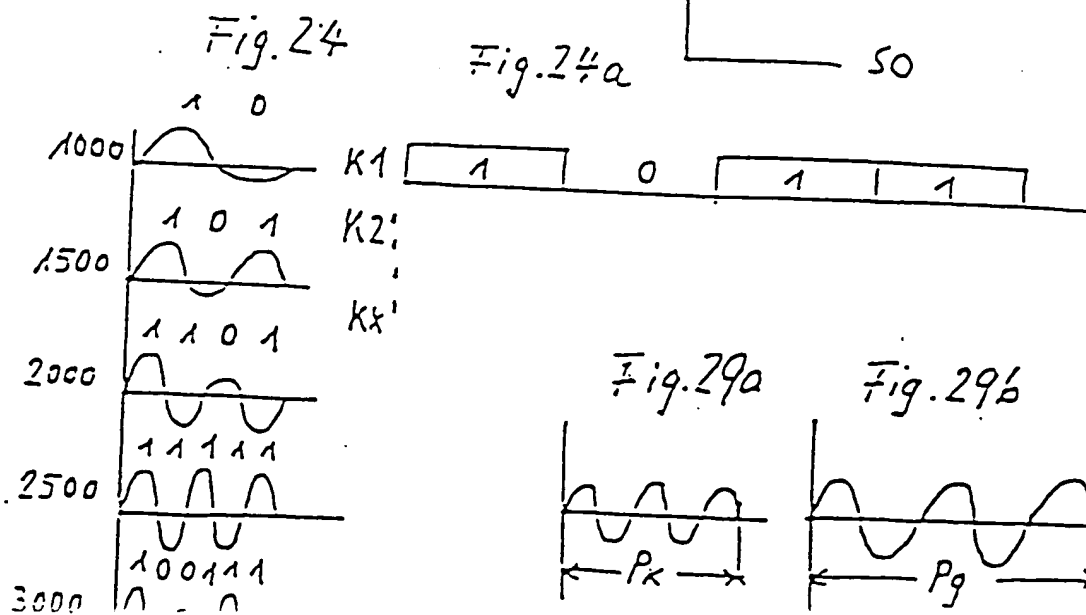 Fig. 24
Fig. 24a
50
1 0
1000
K1 1 0 1 1
1 0 1
K2
1500
Kx
1 1 0 1
2000
Fig. 29a
Fig. 29b
1 1 1 1 1
2500
1 0 0 1 1 1
Pk
Pg
3000